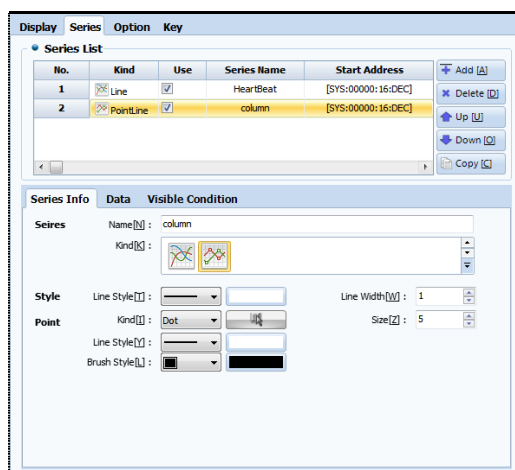 Display Series Option Key
Series List
No. Kind Use Series Name Start Address
1 Line HeartBeat [SYS:00000:16:DEC]
2 PointLine column [SYS:00000:16:DEC]
Add [A]
Delete [D]
Up [U]
Down [O]
Copy [C]
Series Info Data Visible Condition
Seires Name[N] : column
Kind[K] :
Style Line Style[T] : Line Width[W] : 1
Point Kind[I] : Dot Size[Z] : 5
Line Style[Y] :
Brush Style[L] :